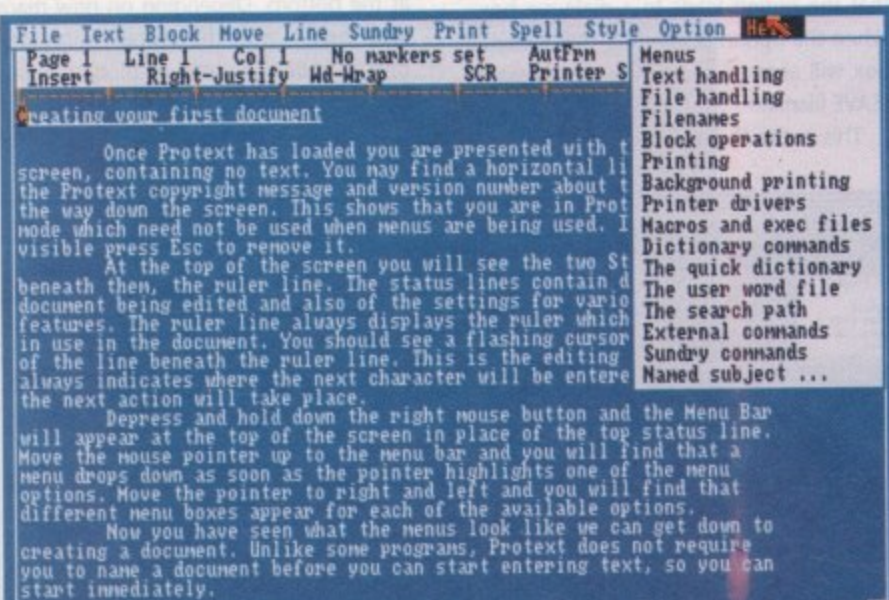 File Text Block Move Line Sundry Print Spell Style Option
Page 1 Line 1 Col 1 No markers set AutFrm
Insert Right-Justify Wd-Wrap SCR Printer S
Menus
Text handling
File handling
Filenames
Block operations
Printing
Background printing
Printer drivers
Macros and exec files
Dictionary commands
The quick dictionary
The user word file
The search path
External commands
Sundry commands
Named subject ...
Creating your first document
Once Protext has loaded you are presented with t
screen, containing no text. You may find a horizontal li
the Protext copyright message and version number about t
the way down the screen. This shows that you are in Prot
mode which need not be used when menus are being used. I
visible press Esc to remove it.
At the top of the screen you will see the two St
beneath them, the ruler line. The status lines contain d
document being edited and also of the settings for vario
features. The ruler line always displays the ruler which
in use in the document. You should see a flashing cursor
of the line beneath the ruler line. This is the editing
always indicates where the next character will be entere
the next action will take place.
Depress and hold down the right mouse button and the Menu Bar
will appear at the top of the screen in place of the top status line.
Move the mouse pointer up to the menu bar and you will find that a
menu drops down as soon as the pointer highlights one of the menu
options. Move the pointer to right and left and you will find that
different menu boxes appear for each of the available options.
Now you have seen what the menus look like we can get down to
creating a document. Unlike some programs, Protext does not require
you to name a document before you can start entering text, so you can
start immediately.